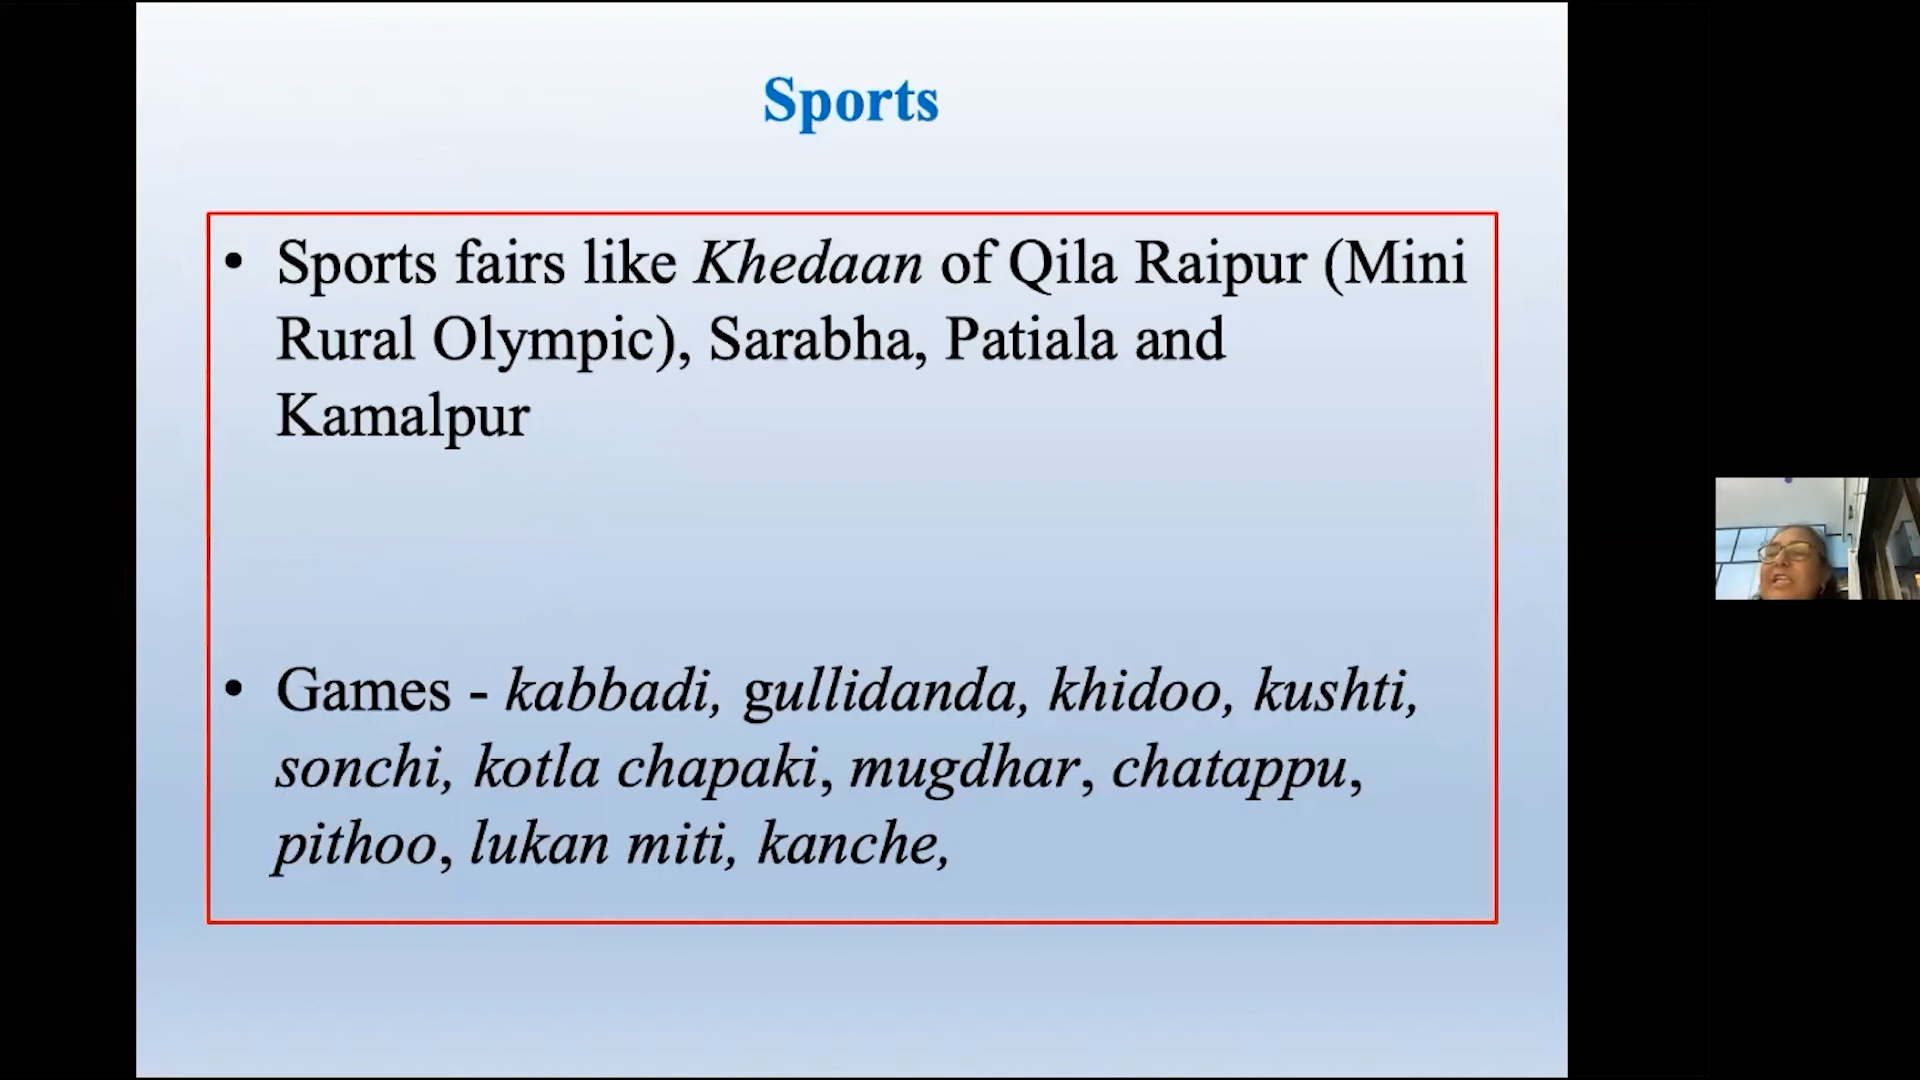 Sports
• Sports fairs like Khedaan of Qila Raipur (Mini
Rural Olympic), Sarabha, Patiala and
Kamalpur
• Games - kabbadi, gullidanda, khidoo, kushti,
sonchi, kotla chapaki, mugdhar, chatappu,
pithoo, lukan miti, kanche,